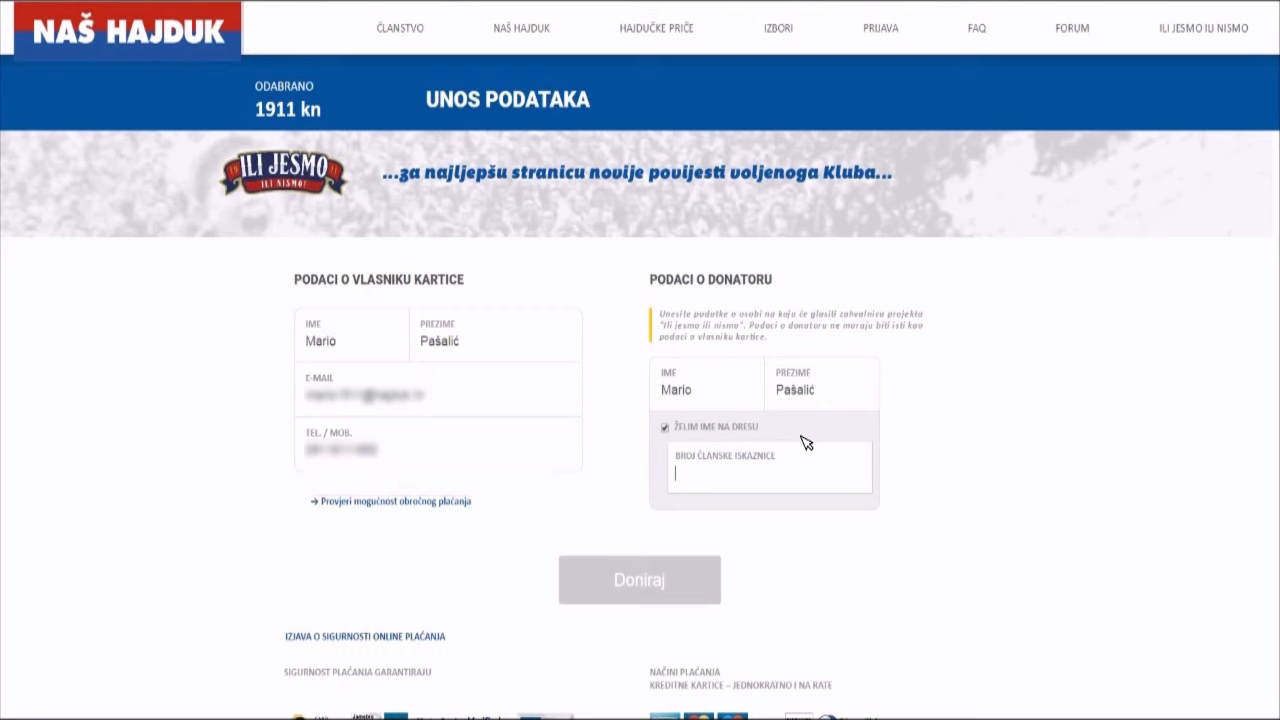 NAŠ HAJDUK
ČLANSTVO
NAŠ HAJDUK
HAJDUČKE PRIČE
IZBORI
PRIJAVA
FAQ
FORUM
ILI JESMO ILI NISMO
ODABRANO
1911 kn
UNOS PODATAKA
19 ILI JESMO 11
ILI NISMO!
...za najljepšu stranicu novije povijesti voljenoga Kluba...
PODACI O VLASNIKU KARTICE
IME
Mario
PREZIME
Pašalić
E-MAIL
TEL. / MOB.
→ Provjeri mogućnost obročnog plaćanja
PODACI O DONATORU
Unesite podatke o osobi na koju će glasiti zahvalnica projekta
"Ili jesmo ili nismo". Podaci o donatoru ne moraju biti isti kao
podaci o vlasniku kartice.
IME
Mario
PREZIME
Pašalić
ŽELIM IME NA DRESU
BROJ ČLANSKE ISKAZNICE
Doniraj
IZJAVA O SIGURNOSTI ONLINE PLAĆANJA
SIGURNOST PLAĆANJA GARANTIRAJU
NAČINI PLAĆANJA
KREDITNE KARTICE – JEDNOKRATNO I NA RATE